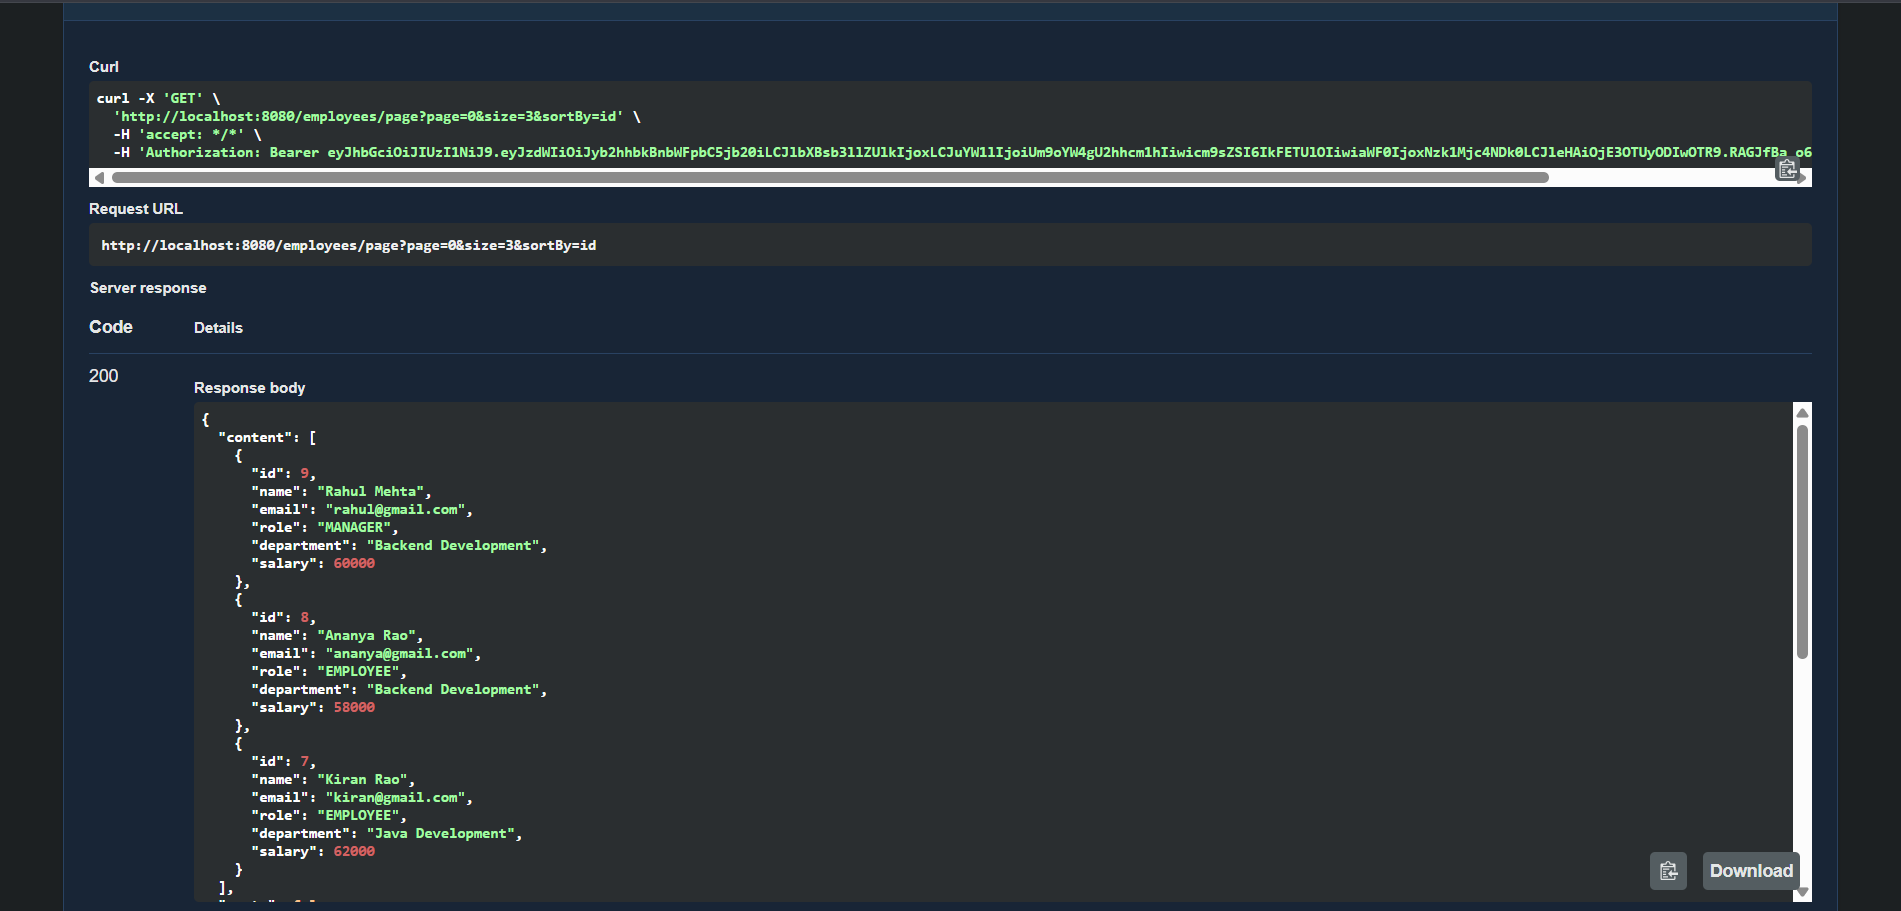 Curl
curl -X 'GET' \
'http://localhost:8080/employees/page?page=0&size=3&sortBy=id' \
-H 'accept: */*' \
-H 'Authorization: Bearer
Request URL
http://localhost:8080/employees/page?page=0&size=3&sortBy=id
Server response
Code Details
200
Response body
{
"content": [
{
"id": 9,
"name": "Rahul Mehta",
"email": "rahul@gmail.com",
"role": "MANAGER",
"department": "Backend Development",
"salary": 60000
},
{
"id": 8,
"name": "Ananya Rao",
"email": "ananya@gmail.com",
"role": "EMPLOYEE",
"department": "Backend Development",
"salary": 58000
},
{
"id": 7,
"name": "Kiran Rao",
"email": "kiran@gmail.com",
"role": "EMPLOYEE",
"department": "Java Development",
"salary": 62000
}
],
Download